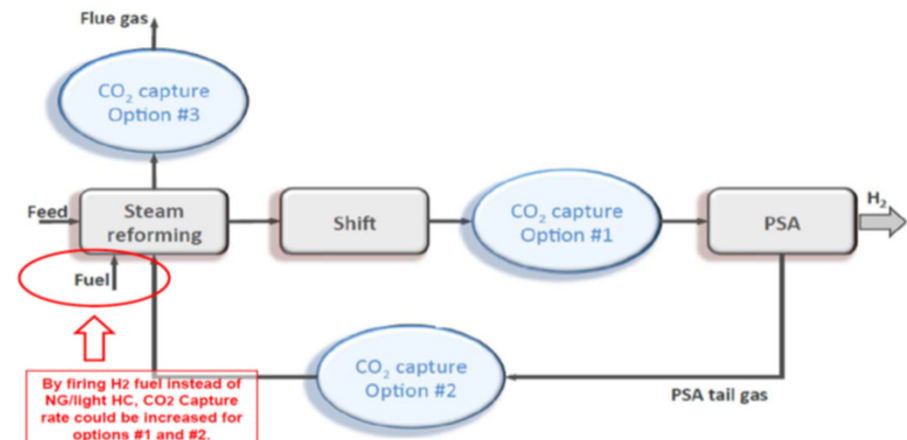 Flue gas
CO₂ capture
Option #3
Feed
Steam
reforming
Shift
CO₂ capture
Option #1
PSA
H₂
Fuel
By firing H2 fuel instead of
NG/light HC, CO2 Capture
rate could be increased for
options #1 and #2.
CO₂ capture
Option #2
PSA tail gas